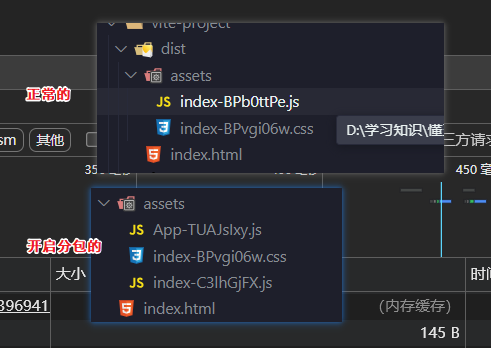 vite-project
dist
assets
正常的
JS index-BPb0ttPe.js
index-BPvgi06w.css
D:\学习知识\懂
sm
其他
三方请求
index.html
450 毫
assets
App-TUAJslxy.js
开启分包的
index-BPvgi06w.css
JS index-C3lhGjFX.js
大小
时间
396941
index.html
(内存缓存)
145 B